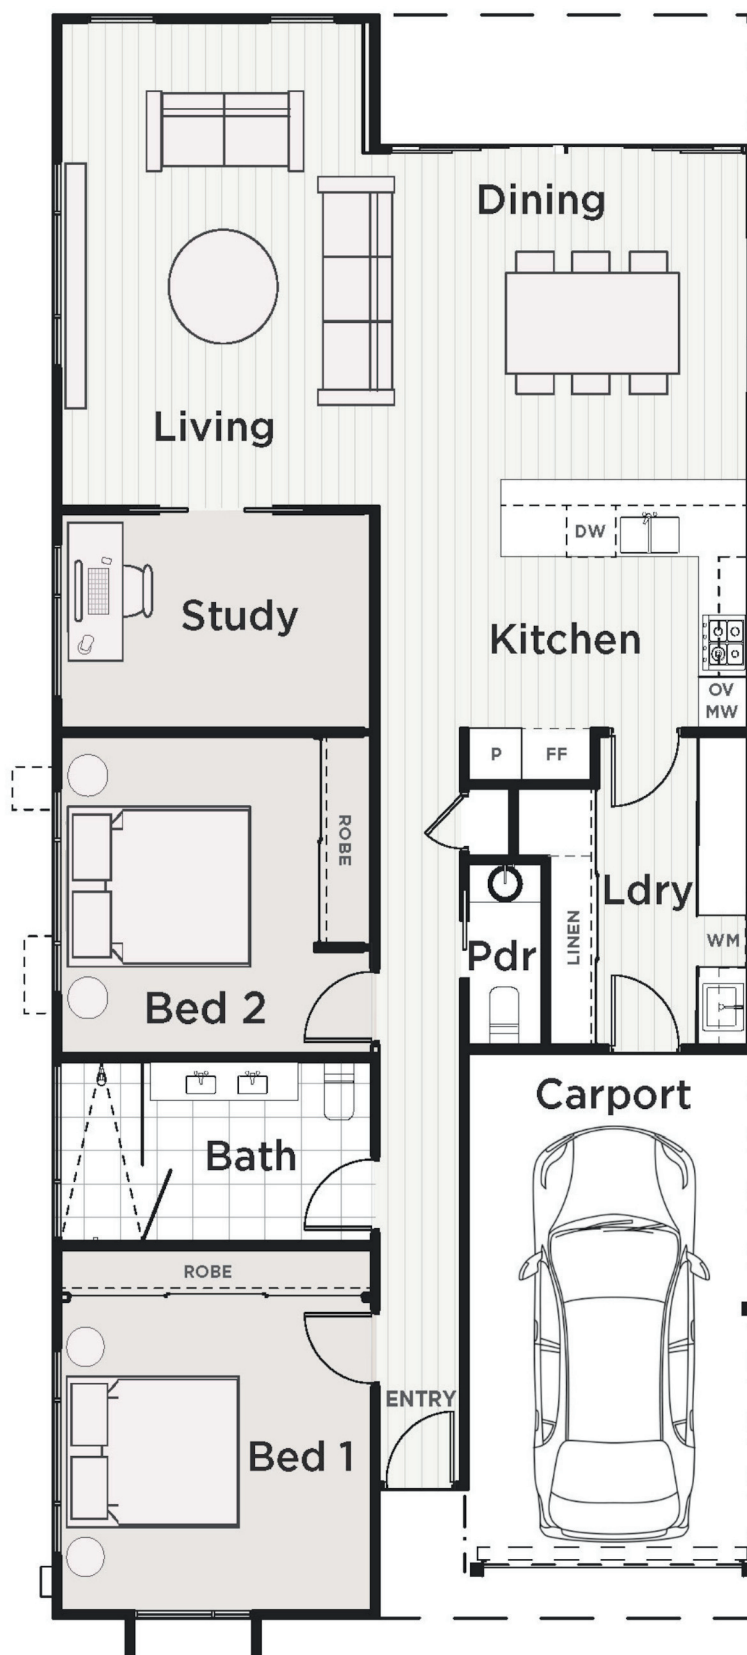 Dining
Living
DW
Study
Kitchen
OV
MW
P
FF
ROBE
Ldry
LINEN
WM
Pdr
Bed 2
Carport
Bath
ROBE
ENTRY
Bed 1